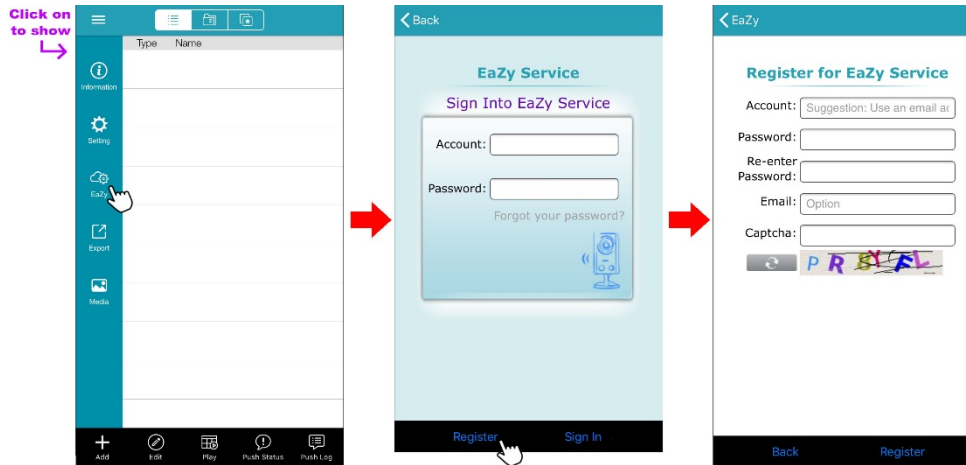 Click on
to show
Type Name
Information
Setting
EaZy
Export
Media
Add Edit Play Push Status Push Log
Back
EaZy Service
Sign Into EaZy Service
Account:
Password:
Forgot your password?
Register Sign In
EaZy
Register for EaZy Service
Account: Suggestion: Use an email ac
Password:
Re-enter
Password:
Email: Option
Captcha:
P R S Y F L
Back Register